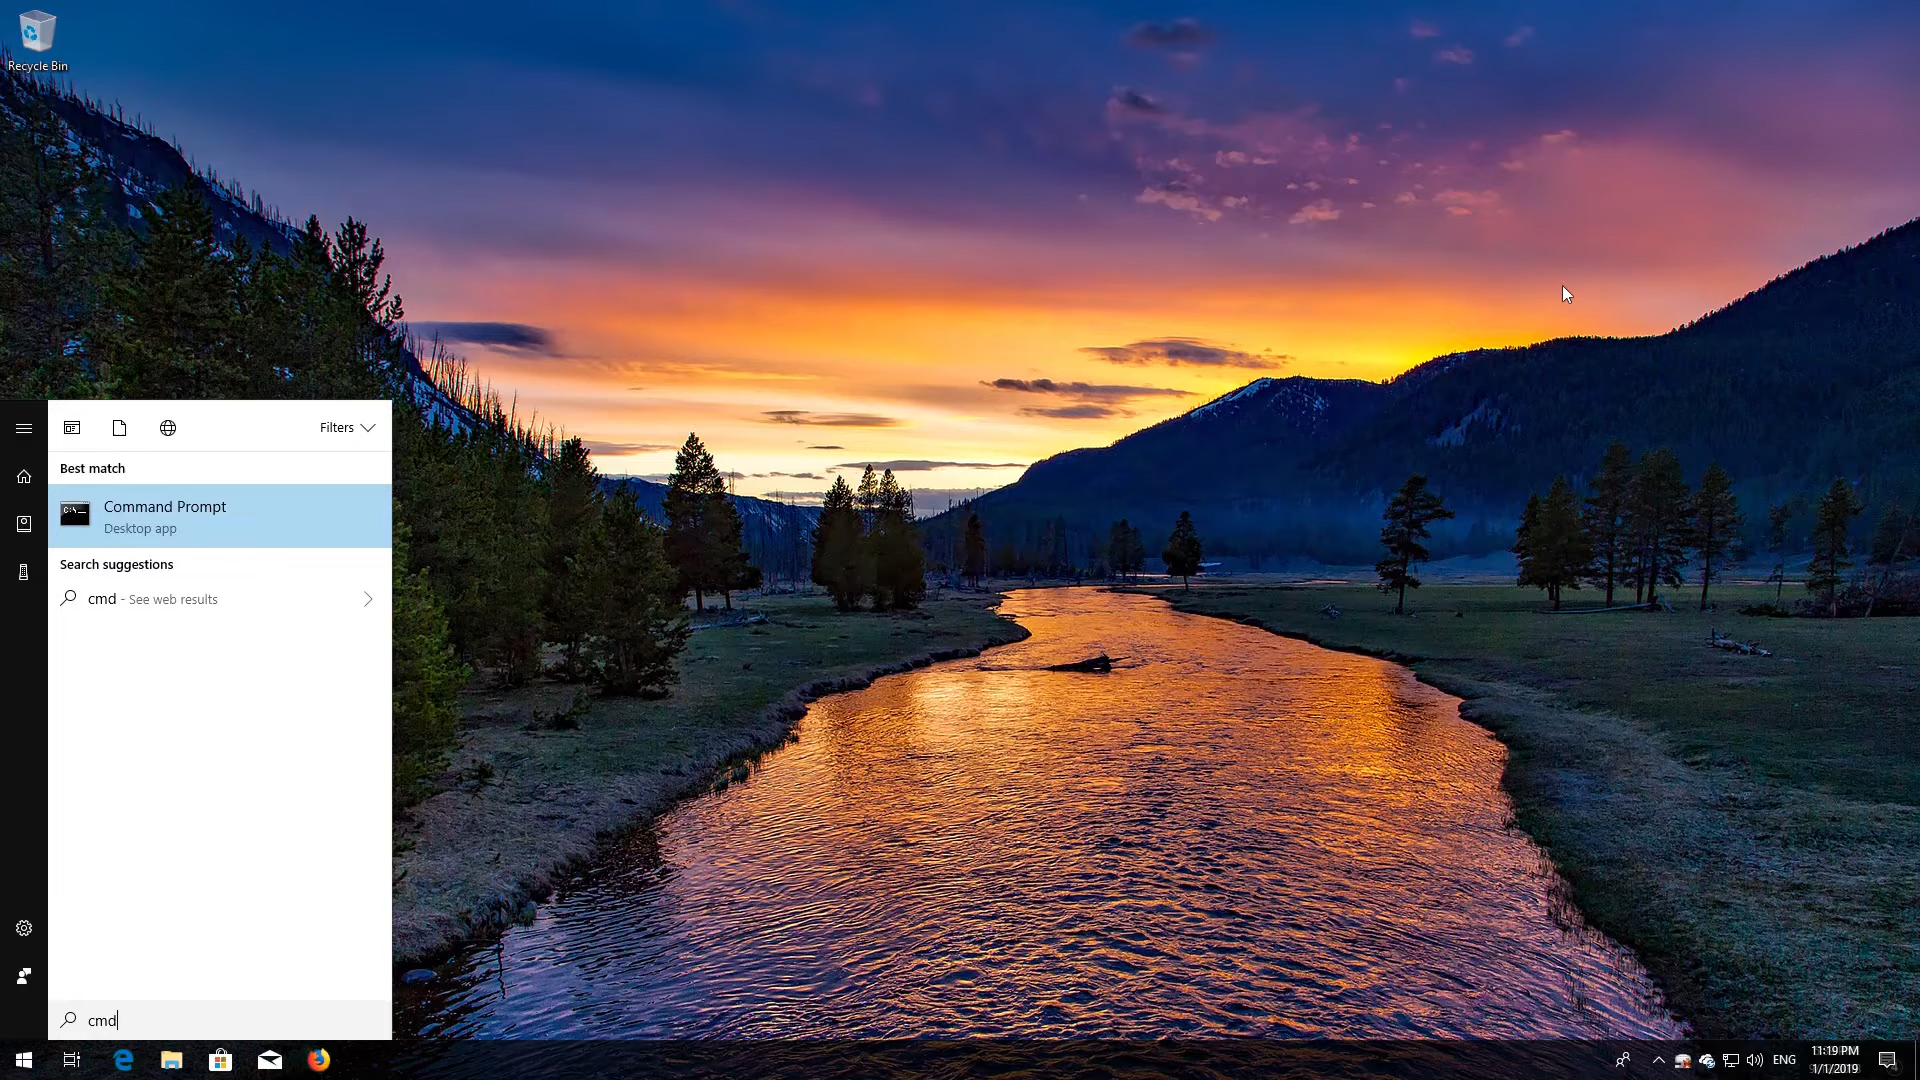 Recycle Bin
Filters
Best match
C:\_
Command Prompt
Desktop app
Search suggestions
cmd - See web results
cmd
ENG
11:19 PM
1/1/2019